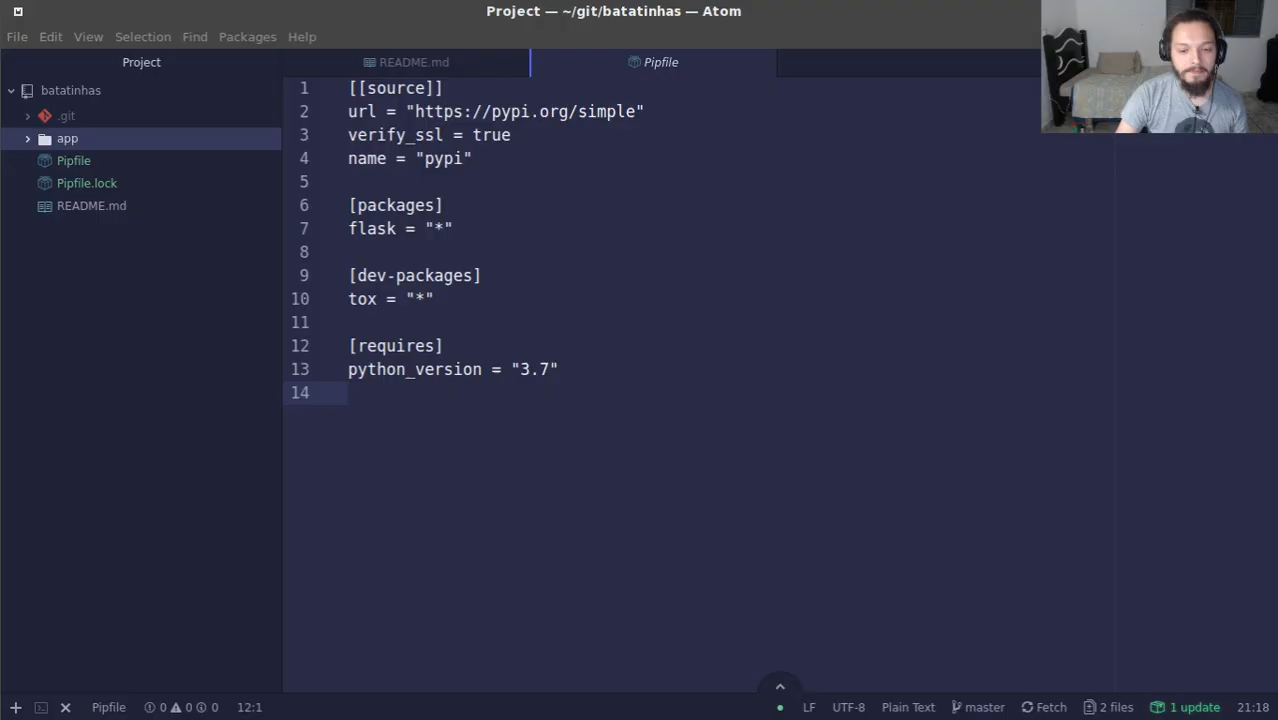 Project — ~/git/batatinhas — Atom
File Edit View Selection Find Packages Help
Project
README.md
Pipfile
batatinhas
.git
app
Pipfile
Pipfile.lock
README.md
1 [[source]]
2 url = "https://pypi.org/simple"
3 verify_ssl = true
4 name = "pypi"
5
6 [packages]
7 flask = "*"
8
9 [dev-packages]
10 tox = "*"
11
12 [requires]
13 python_version = "3.7"
14
Pipfile 0 0 0 12:1 LF UTF-8 Plain Text master Fetch 2 files 1 update 21:18